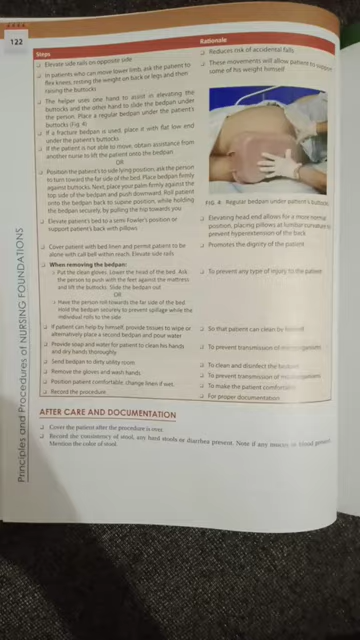 122
Steps
Rationale
Elevate side rails on opposite side
Reduces risk of accidental falls
In patients who can move lower limb, ask the patient to
flex knees, resting the weight on back or legs and then
raising the buttocks
These movements will allow patient to support
some of his weight himself
The helper uses one hand to assist in elevating the
buttocks and the other hand to slide the bedpan under
the person. Place a regular bedpan under the patient's
buttocks (Fig. 4)
If a fracture bedpan is used, place it with flat low end
under the patient's buttocks
If the patient is not able to move, obtain assistance from
another nurse to lift the patient onto the bedpan
OR
Position the patient's to side lying position; ask the person
to turn toward the far side of the bed. Place bedpan firmly
against buttocks. Next, place your palm firmly against the
top side of the bedpan and push downward. Roll patient
onto the bedpan back to supine position, while holding
the bedpan securely, by pulling the hip towards you
FIG. 4: Regular bedpan under patient's buttocks
Elevate patient's bed to a semi Fowler's position or
support patient's back with pillows
Elevating head end allows for a more normal
position, placing pillows at lumbar curvature to
prevent hyperextension of the back
Cover patient with bed linen and permit patient to be
alone with call bell within reach. Elevate side rails
Promotes the dignity of the patient
When removing the bedpan:
Put the clean gloves. Lower the head of the bed. Ask
the person to push with the feet against the mattress
and lift the buttocks. Slide the bedpan out
OR
Have the person roll towards the far side of the bed.
Hold the bedpan securely to prevent spillage while the
individual rolls to the side
To prevent any type of injury to the patient
If patient can help by himself, provide tissues to wipe or
alternatively place a second bedpan and pour water
So that patient can clean by himself
Provide soap and water for patient to clean his hands
and dry hands thoroughly
To prevent transmission of microorganisms
Send bedpan to dirty utility room
To clean and disinfect the bedpan
Remove the gloves and wash hands
To prevent transmission of microorganisms
Position patient comfortable, change linen if wet.
To make the patient comfortable
Record the procedure
For proper documentation
AFTER CARE AND DOCUMENTATION
Cover the patient after the procedure is over.
Record the consistency of stool, any hard stools or diarrhea present. Note if any mucus or blood present.
Mention the color of stool.
Principles and Procedures of NURSING FOUNDATIONS